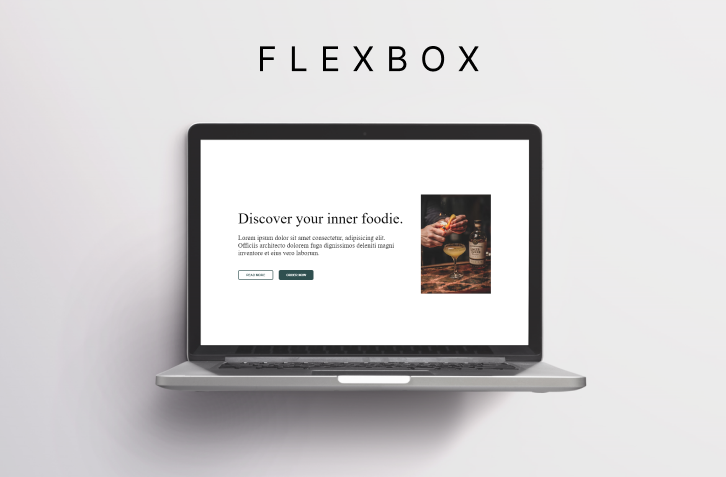 FLEXBOX
Discover your inner foodie.
Lorem ipsum dolor sit amet consectetur, adipisicing elit.
Officiis architecto dolorem fuga dignissimos deleniti magni
inventore et eius vero laborum.
READ MORE ORDER NOW